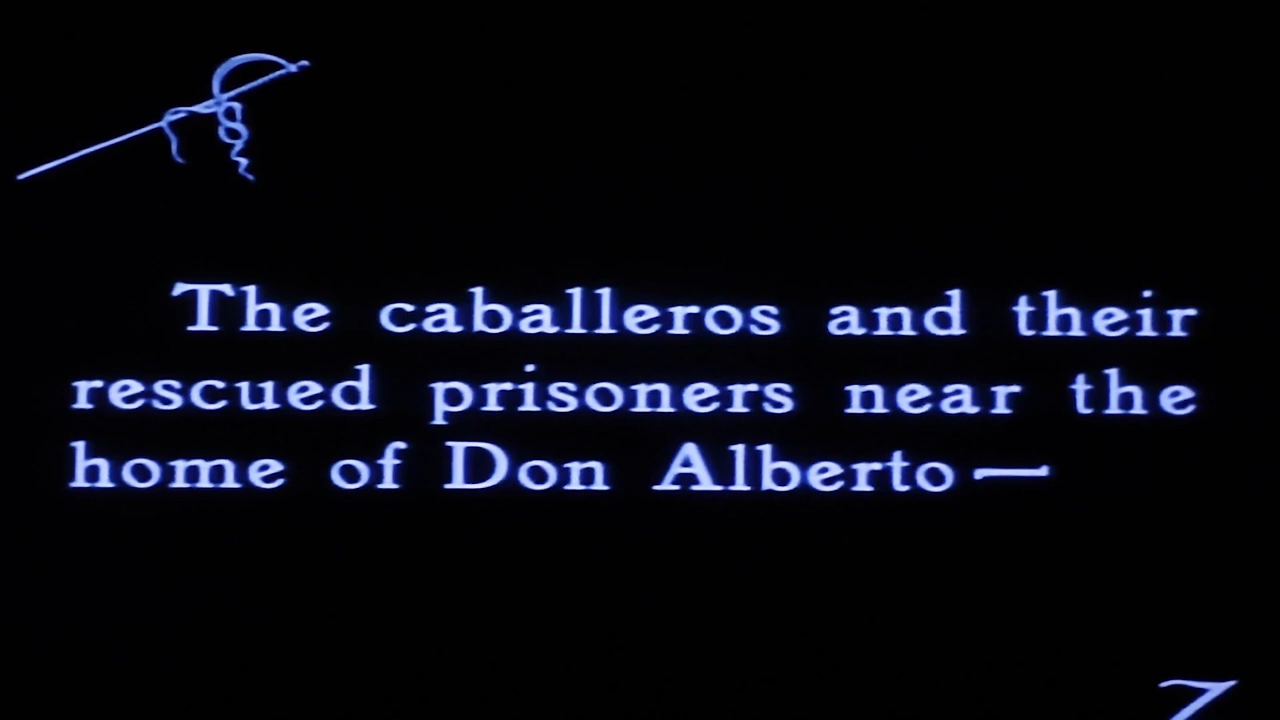 The caballeros and their
rescued prisoners near the
home of Don Alberto —
Z